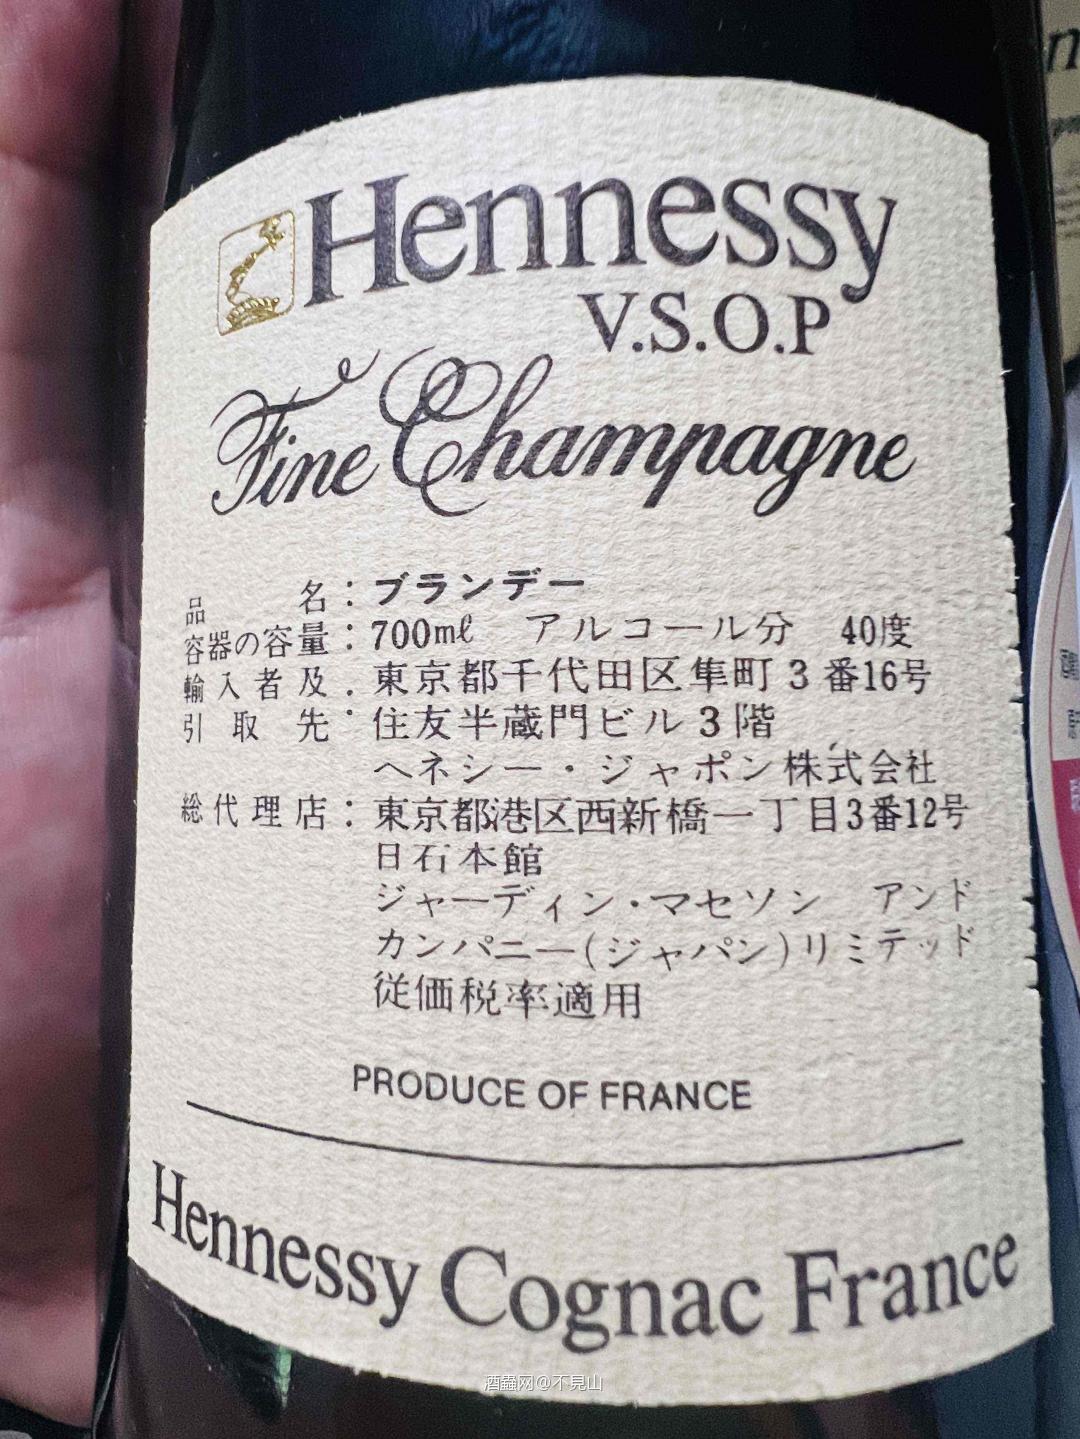 Hennessy
V.S.O.P
Fine Champagne
品名：ブランデー
容器の容量：700mℓ アルコール分 40度
輸入者及：東京都千代田区隼町3番16号
引取先 住友半蔵門ビル3階
ヘネシー・ジャポン株式会社
総代理店：東京都港区西新橋一丁目3番12号
日石本館
ジャーディン・マセソン アンド
カンパニー(ジャパン)リミテッド
従価税率適用
PRODUCE OF FRANCE
Hennessy Cognac France
酒蟲网@不見山